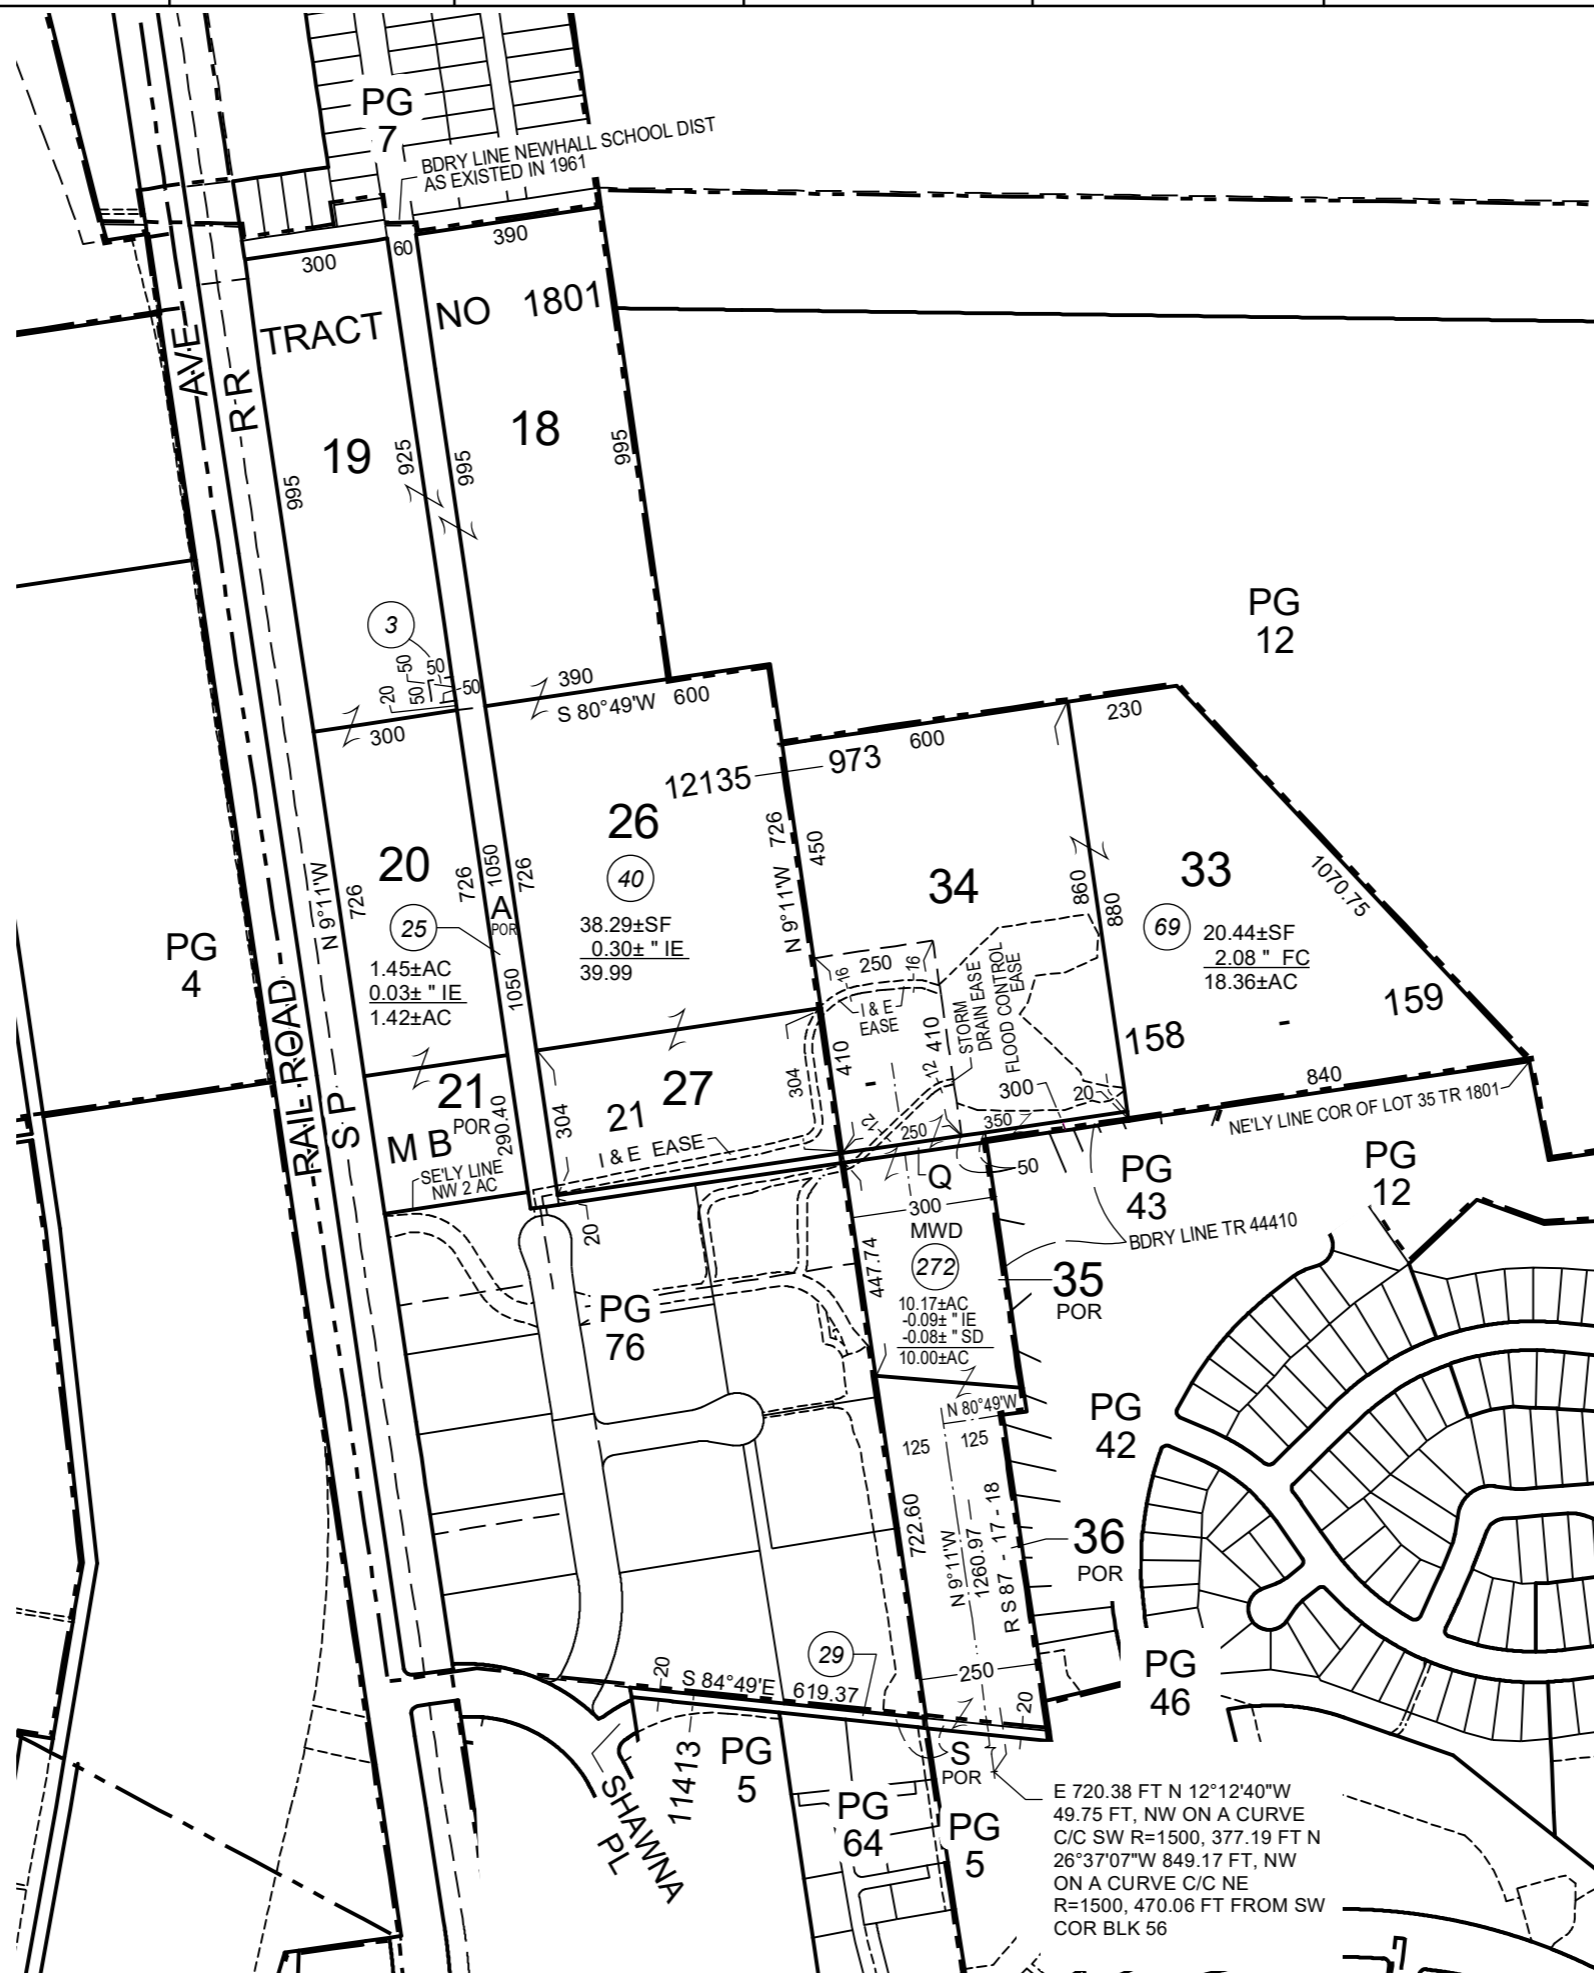 PG
7
BDRY LINE NEWHALL SCHOOL DIST
AS EXISTED IN 1961
300
60
390
TRACT
NO 1801
AVE
R R
19
18
995
925
995
995
3
50
50
20
50
50
300
390
S 80°49'W 600
PG
12
230
600
12135
973
26
40
38.29±SF
0.30± " IE
39.99
20
25
1.45±AC
0.03± " IE
1.42±AC
N 9°11'W
726
726
1050
726
A
POR
1050
N 9°11'W
726
450
34
860
880
33
69
20.44±SF
2.08 " FC
18.36±AC
1070.75
PG
4
RAIL ROAD
S P
250
16
16
I & E
EASE
STORM
DRAIN EASE
FLOOD CONTROL
EASE
410
410
12
12
158
-
159
-
840
NE'LY LINE COR OF LOT 35 TR 1801
300
20
250
350
21
POR
290.40
M B
SE'LY LINE
NW 2 AC
304
304
27
21
I & E EASE
20
Q
50
PG
43
PG
12
BDRY LINE TR 44410
300
MWD
272
10.17±AC
-0.09± " IE
-0.08± " SD
10.00±AC
447.74
35
POR
PG
76
N 80°49'W
125
125
PG
42
722.60
N 9°11'W
1260.97
R S 87 - 17 - 18
36
POR
29
20
S 84°49'E 619.37
250
20
PG
46
S
POR
SHAWNA
PL
11413
PG
5
PG
64
PG
5
E 720.38 FT N 12°12'40"W
49.75 FT, NW ON A CURVE
C/C SW R=1500, 377.19 FT N
26°37'07"W 849.17 FT, NW
ON A CURVE C/C NE
R=1500, 470.06 FT FROM SW
COR BLK 56